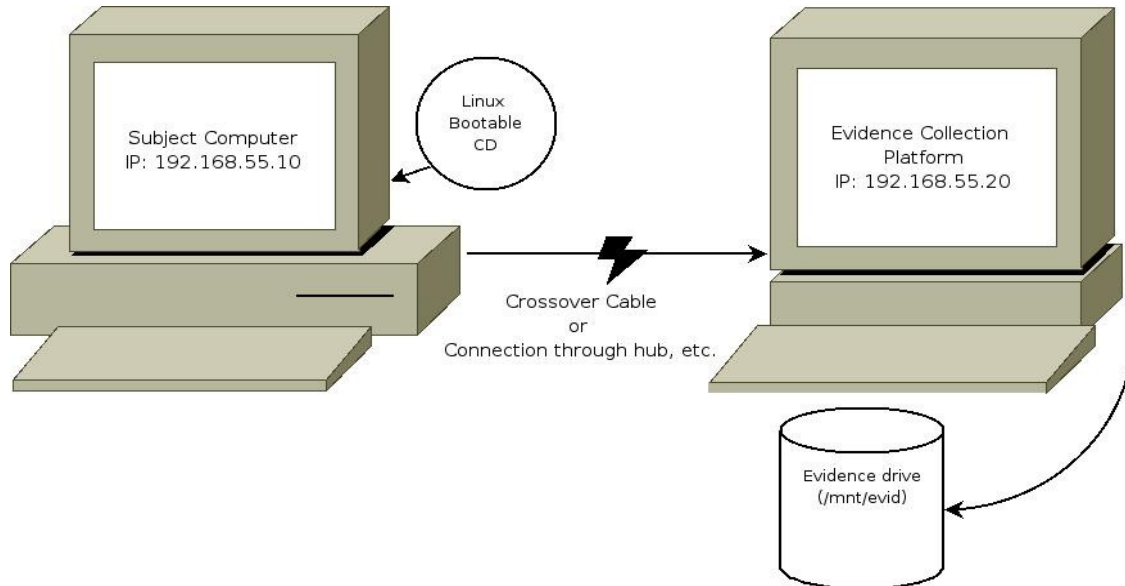 Subject Computer
IP: 192.168.55.10
Linux
Bootable
CD
Evidence Collection
Platform
IP: 192.168.55.20
Crossover Cable
or
Connection through hub, etc.
Evidence drive
(/mnt/evid)